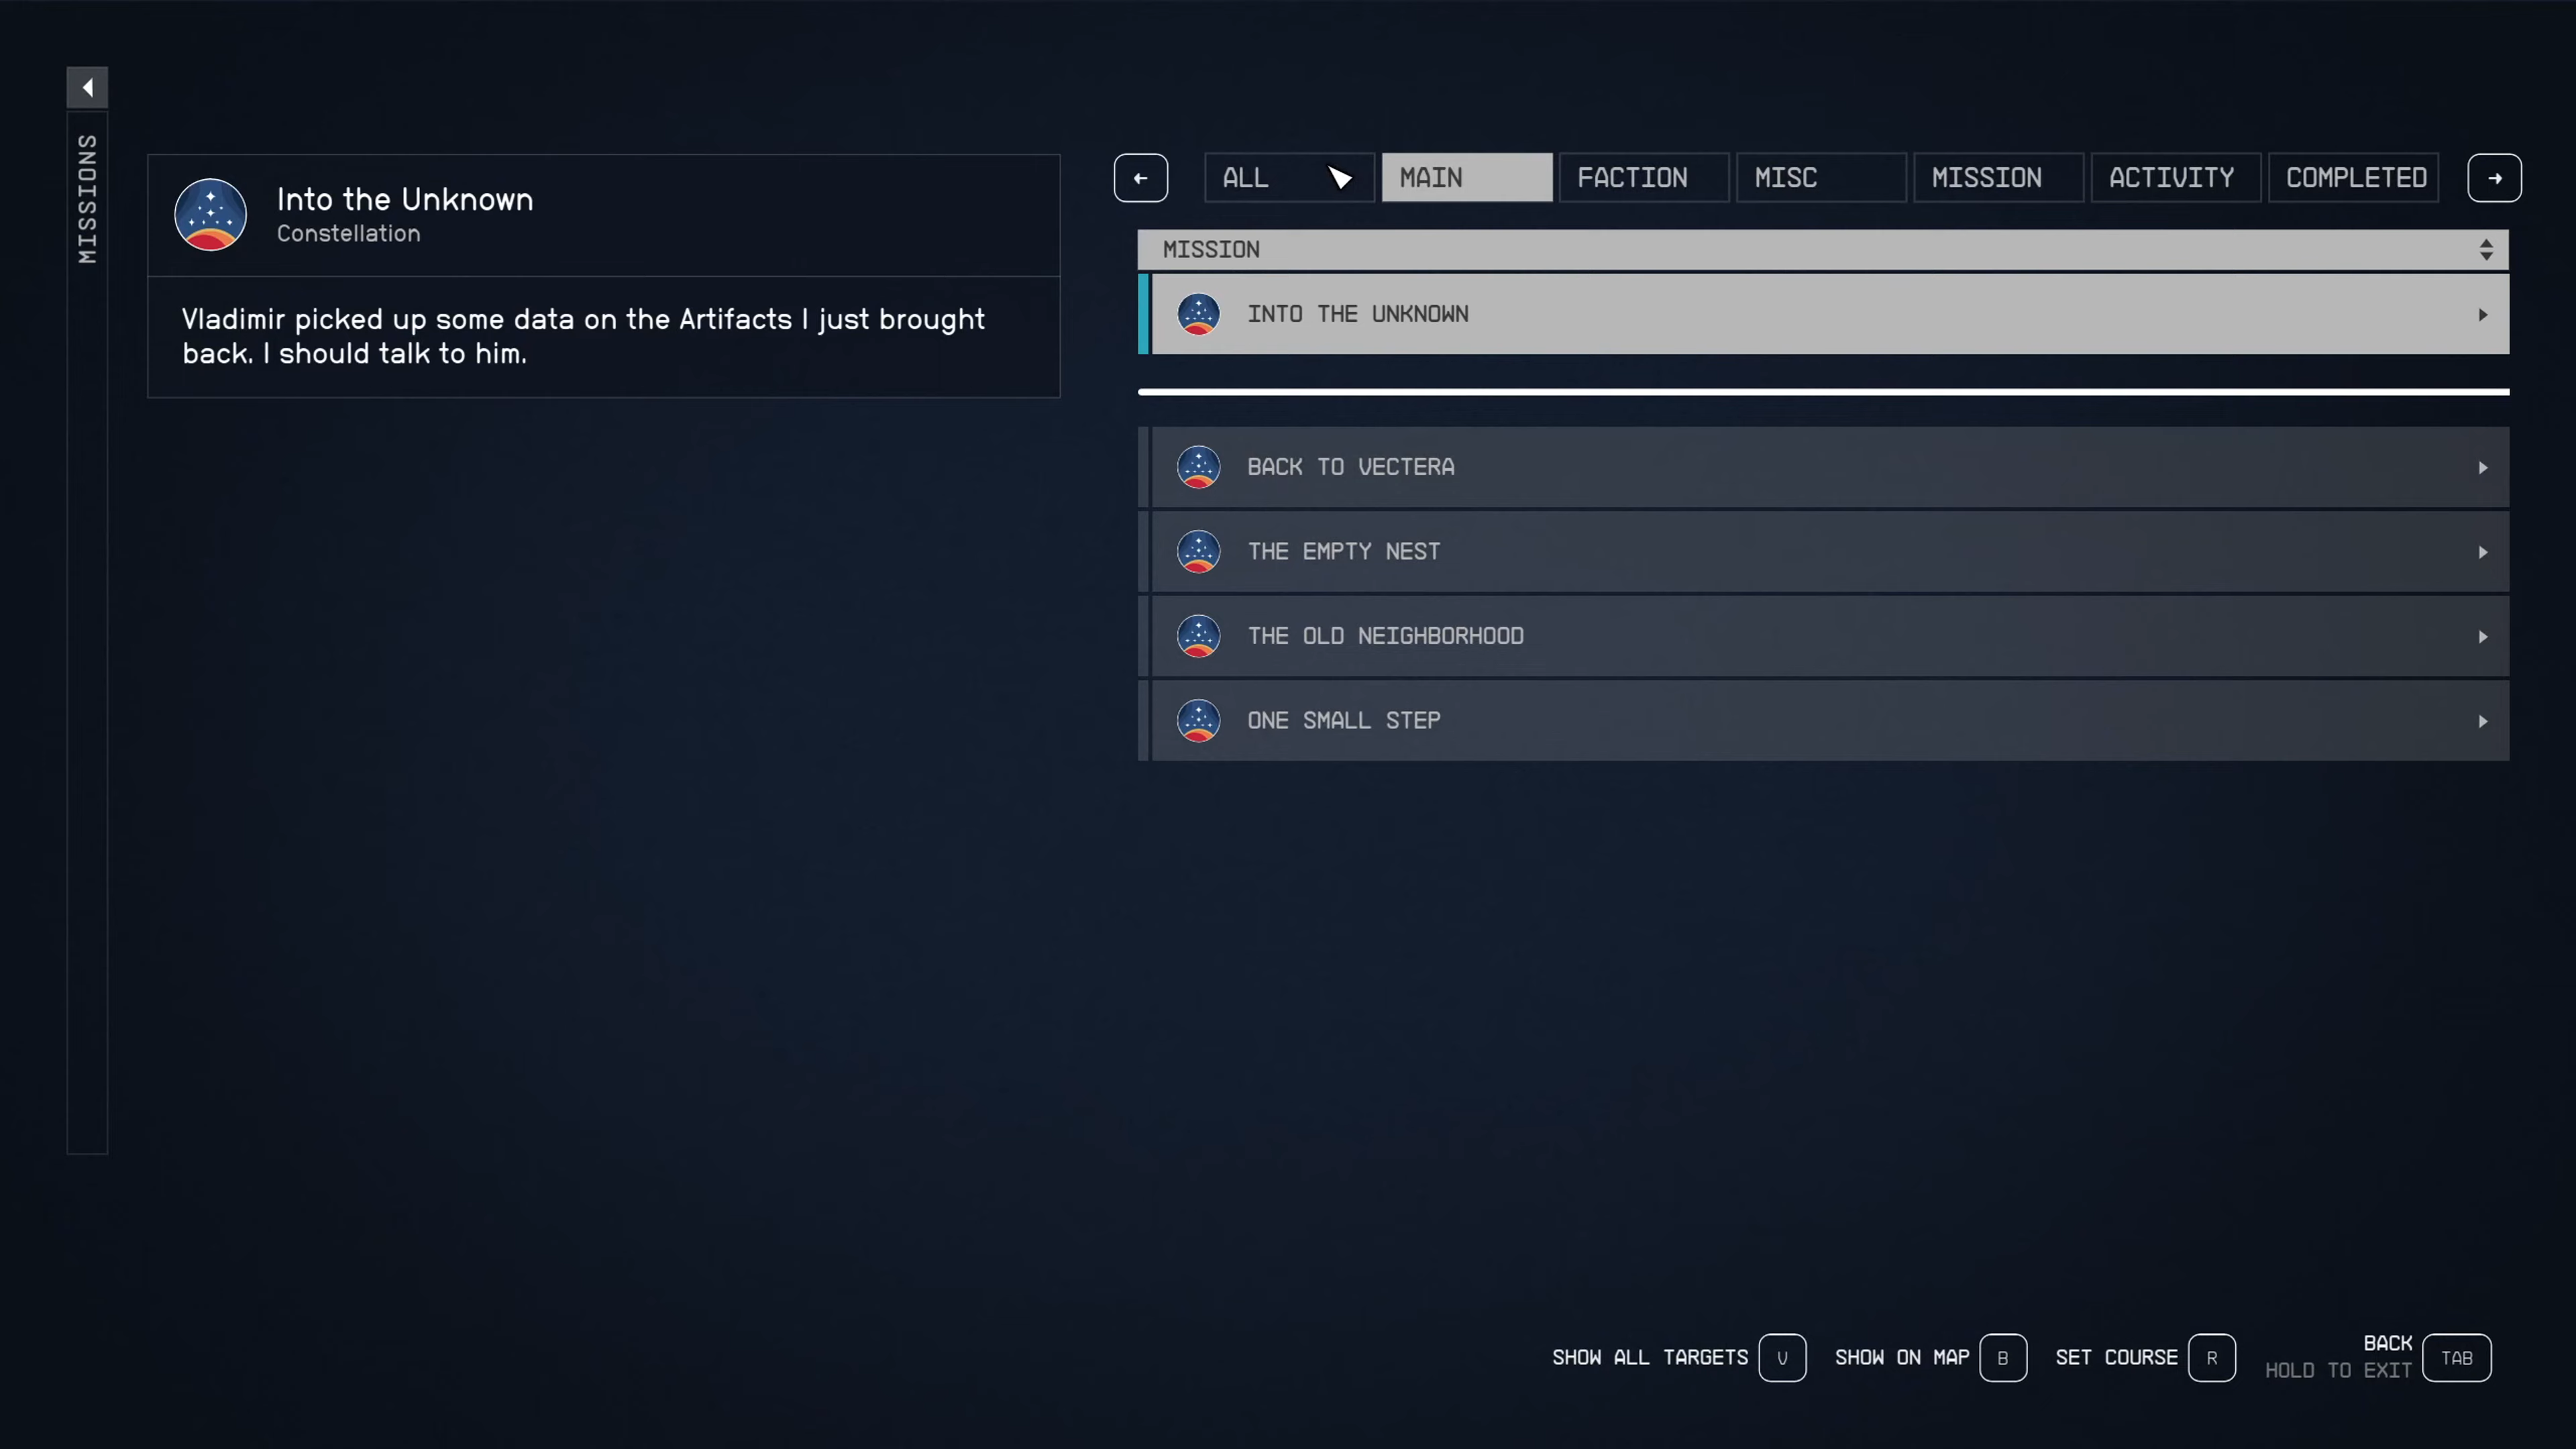 MISSIONS
Into the Unknown
Constellation
Vladimir picked up some data on the Artifacts I just brought
back. I should talk to him.
ALL
MAIN
FACTION
MISC
MISSION
ACTIVITY
COMPLETED
MISSION
INTO THE UNKNOWN
BACK TO VECTERA
THE EMPTY NEST
THE OLD NEIGHBORHOOD
ONE SMALL STEP
SHOW ALL TARGETS V
SHOW ON MAP B
SET COURSE R
BACK
HOLD TO EXIT
TAB